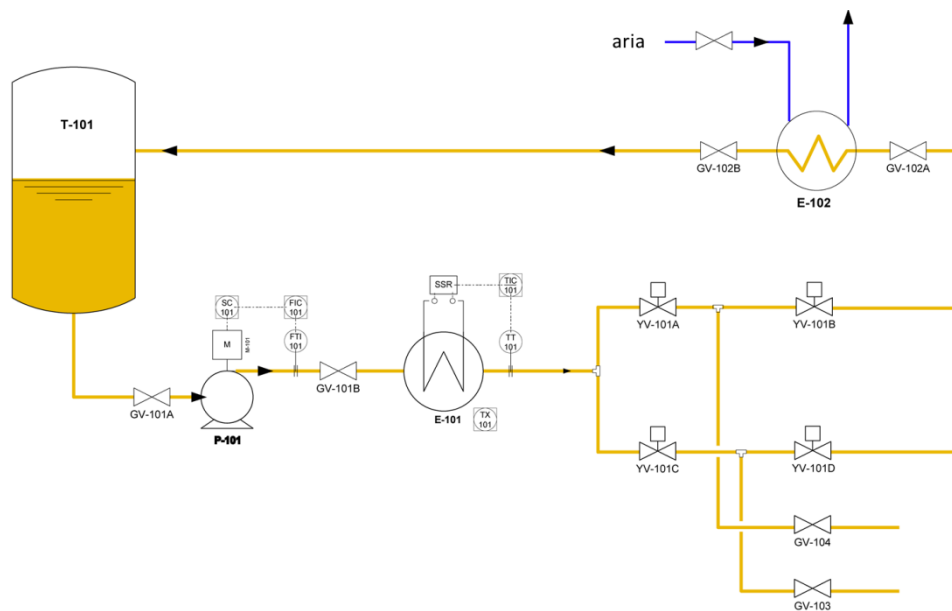 aria
T-101
GV-102B
GV-102A
E-102
SC
101
FIC
101
SSR
TIC
101
M
M-101
FTI
101
TT
101
YV-101A
YV-101B
GV-101A
GV-101B
P-101
E-101
TX
101
YV-101C
YV-101D
GV-104
GV-103